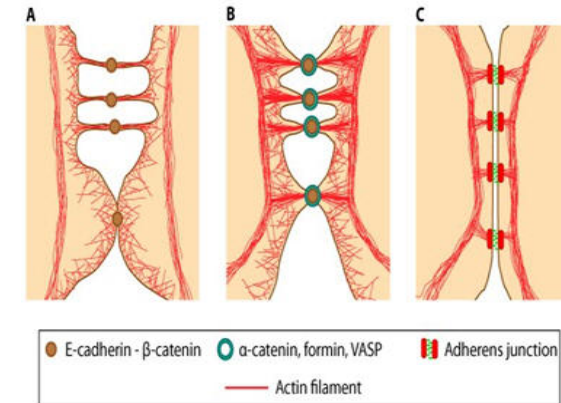 A B C
E-cadherin - β-catenin α-catenin, formin, VASP Adherens junction
Actin filament